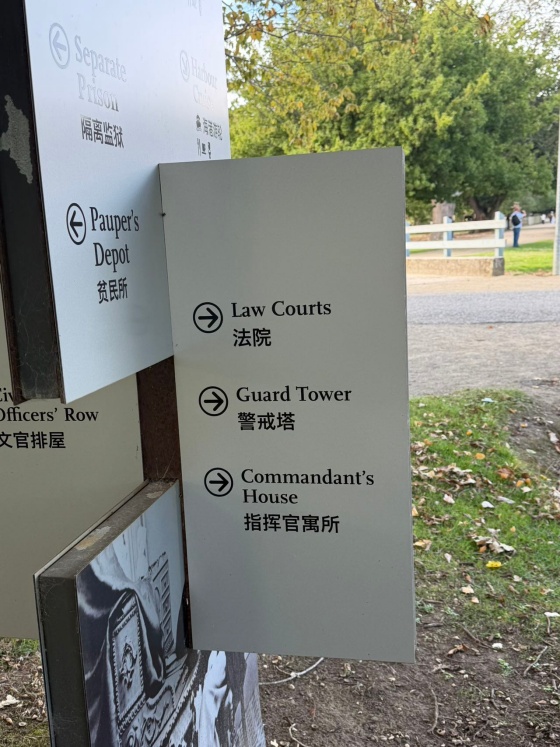 Separate
Prison
隔离监狱
Pauper's
Depot
贫民所
Officers' Row
文官排屋
Law Courts
法院
Guard Tower
警戒塔
Commandant's
House
指挥官寓所